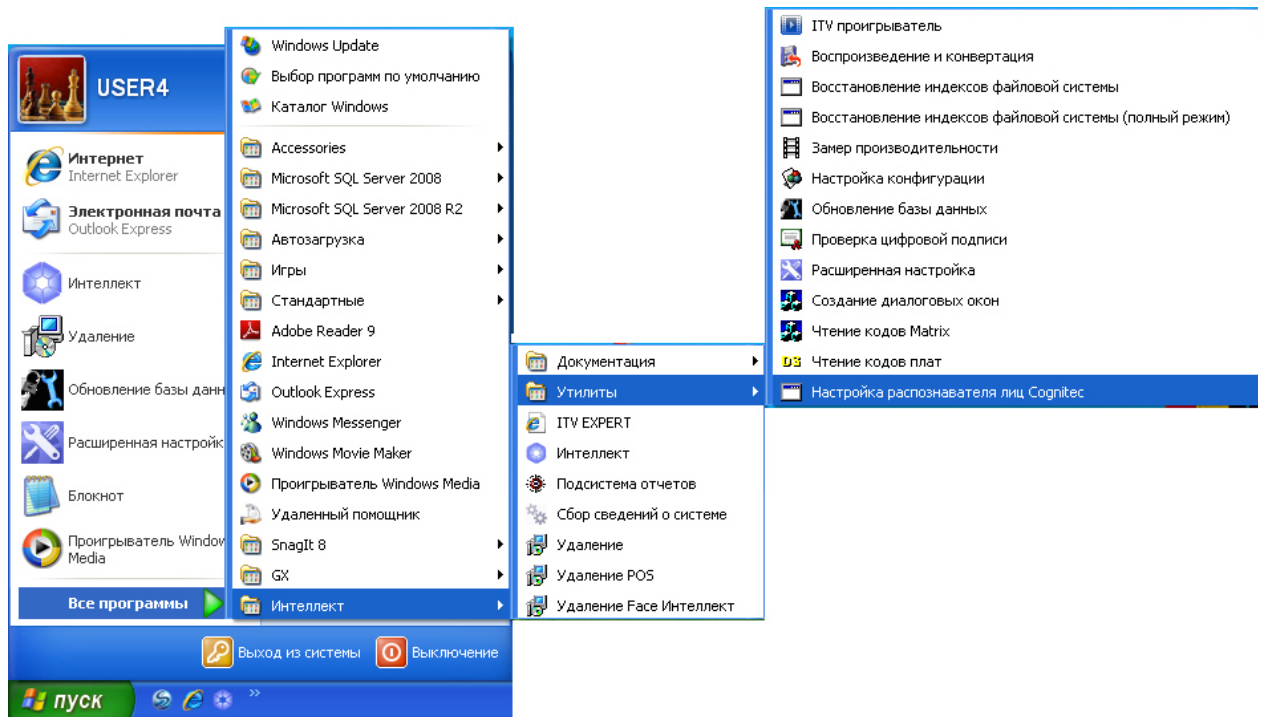 USER4
Интернет
Internet Explorer
Электронная почта
Outlook Express
Интеллект
Удаление
Обновление базы данн
Расширенная настройк
Блокнот
Проигрыватель Window
Media
Все программы
Выход из системы
Выключение
пуск
»
Windows Update
Выбор программ по умолчанию
Каталог Windows
Accessories
Microsoft SQL Server 2008
Microsoft SQL Server 2008 R2
Автозагрузка
Игры
Стандартные
Adobe Reader 9
Internet Explorer
Outlook Express
Windows Messenger
Windows Movie Maker
Проигрыватель Windows Media
Удаленный помощник
SnagIt 8
GX
Интеллект
Документация
Утилиты
ITV EXPERT
Интеллект
Подсистема отчетов
Сбор сведений о системе
Удаление
Удаление POS
Удаление Face Интеллект
ITV проигрыватель
Воспроизведение и конвертация
Восстановление индексов файловой системы
Восстановление индексов файловой системы (полный режим)
Замер производительности
Настройка конфигурации
Обновление базы данных
Проверка цифровой подписи
Расширенная настройка
Создание диалоговых окон
Чтение кодов Matrix
Чтение кодов плат
Настройка распознавателя лиц Cognitec